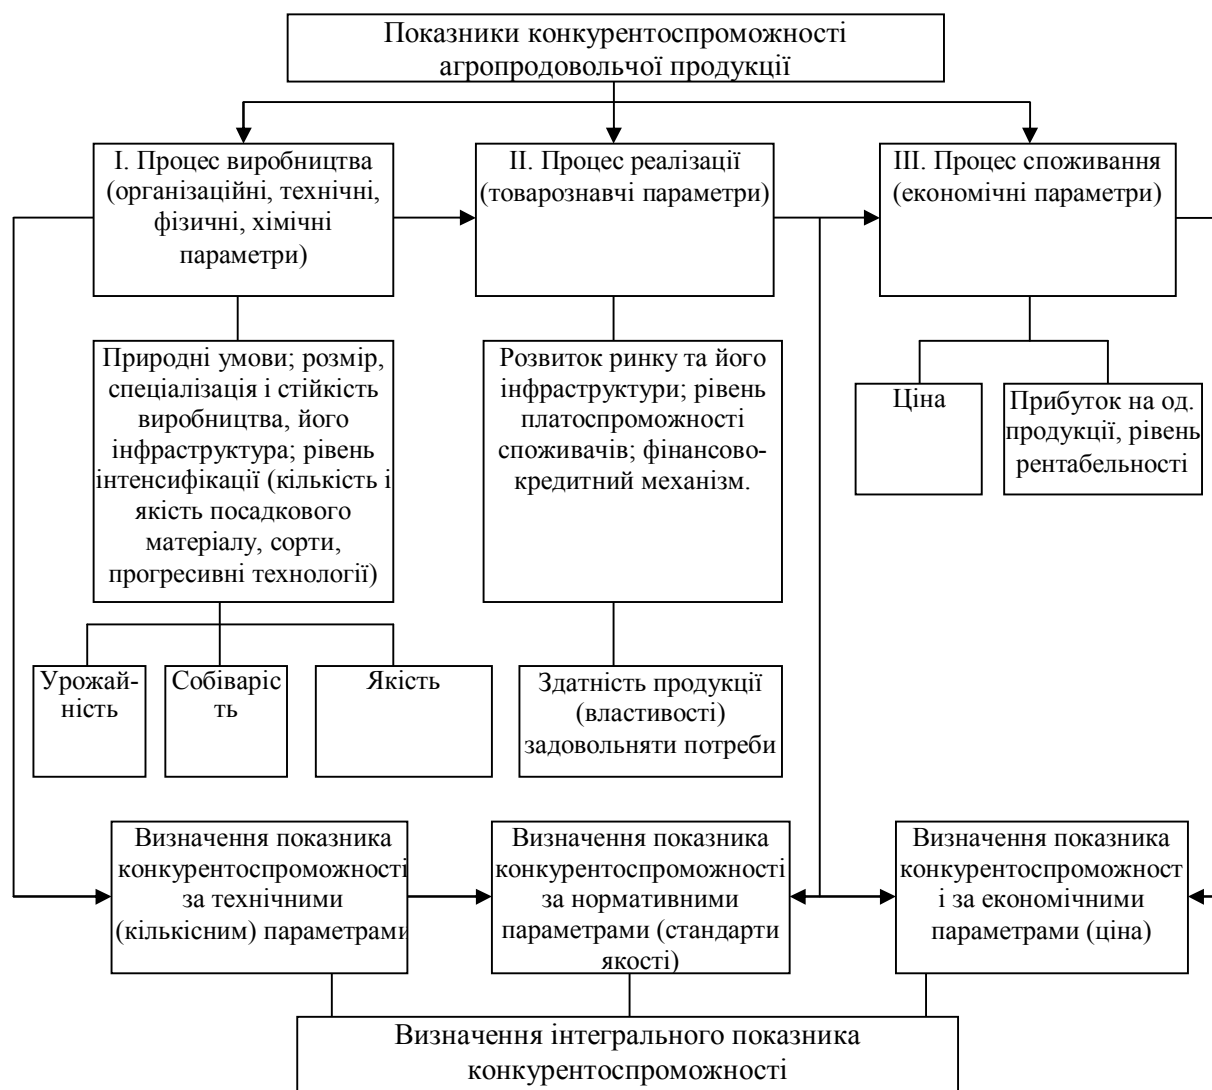 Показники конкурентоспроможності
агропродовольчої продукції
І. Процес виробництва
(організаційні, технічні,
фізичні, хімічні
параметри)
ІІ. Процес реалізації
(товарознавчі параметри)
ІІІ. Процес споживання
(економічні параметри)
Природні умови; розмір,
спеціалізація і стійкість
виробництва, його
інфраструктура; рівень
інтенсифікації (кількість і
якість посадкового
матеріалу, сорти,
прогресивні технології)
Розвиток ринку та його
інфраструктури; рівень
платоспроможності
споживачів; фінансово-
кредитний механізм.
Ціна
Прибуток на од.
продукції, рівень
рентабельності
Урожай-
ність
Собіваріс
ть
Якість
Здатність продукції
(властивості)
задовольняти потреби
Визначення показника
конкурентоспроможності
за технічними
(кількісним) параметрами
Визначення показника
конкурентоспроможності
за нормативними
параметрами (стандарти
якості)
Визначення показника
конкурентоспроможност
і за економічними
параметрами (ціна)
Визначення інтегрального показника
конкурентоспроможності